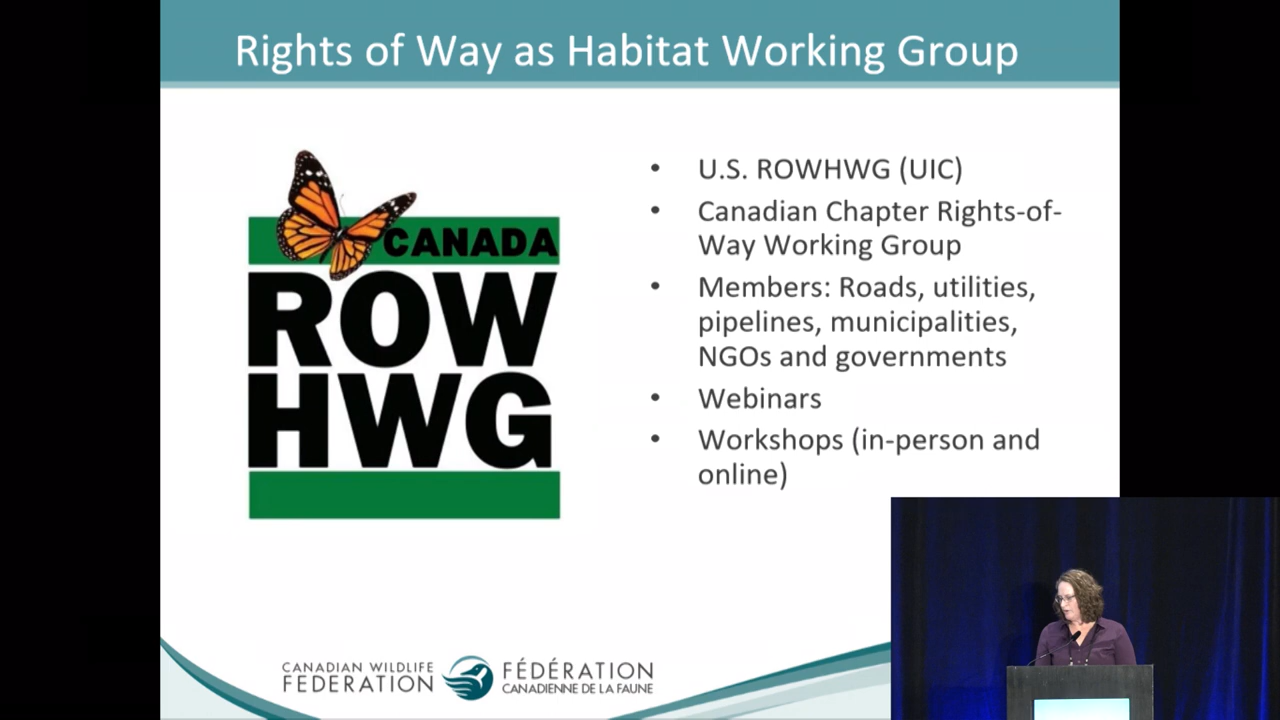 Rights of Way as Habitat Working Group
CANADA
ROW
HWG
• U.S. ROWHWG (UIC)
• Canadian Chapter Rights-of-
Way Working Group
• Members: Roads, utilities,
pipelines, municipalities,
NGOs and governments
• Webinars
• Workshops (in-person and
online)
CANADIAN WILDLIFE
FEDERATION
FÉDÉRATION
CANADIENNE DE LA FAUNE